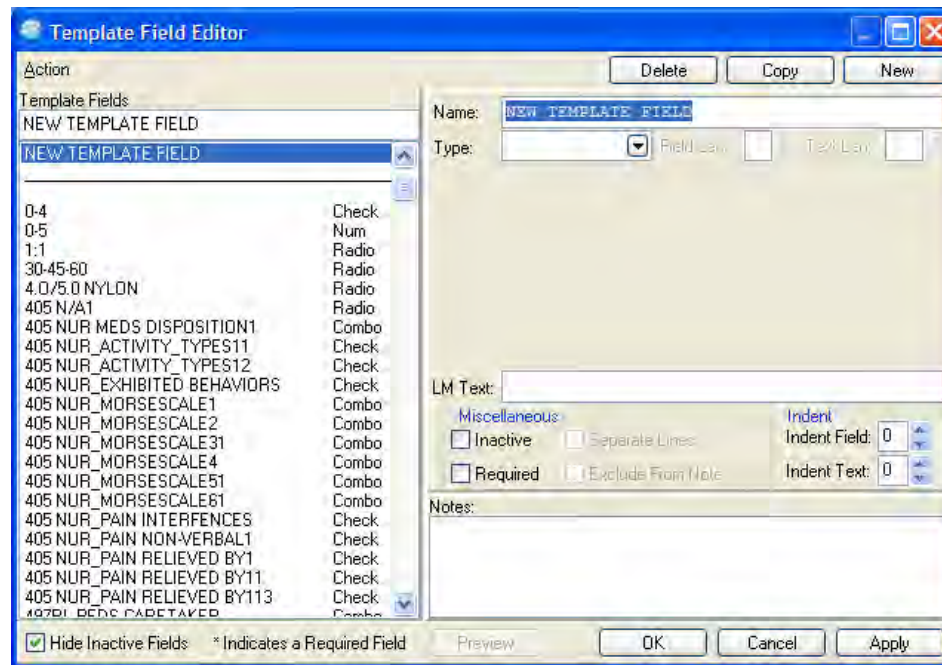 Template Field Editor
Action
Delete Copy New
Template Fields
NEW TEMPLATE FIELD
NEW TEMPLATE FIELD
0-4 Check
0-5 Num
1:1 Radio
30-45-60 Radio
4.0/5.0 NYLON Radio
405 N/A1 Radio
405 NUR MEDS DISPOSITION1 Combo
405 NUR_ACTIVITY_TYPES11 Check
405 NUR_ACTIVITY_TYPES12 Check
405 NUR_EXHIBITED BEHAVIORS Check
405 NUR_MORSESCALE1 Combo
405 NUR_MORSESCALE2 Combo
405 NUR_MORSESCALE31 Combo
405 NUR_MORSESCALE4 Combo
405 NUR_MORSESCALE51 Combo
405 NUR_MORSESCALE61 Combo
405 NUR_PAIN INTERFENCES Check
405 NUR_PAIN NON-VERBAL1 Check
405 NUR_PAIN RELIEVED BY1 Check
405 NUR_PAIN RELIEVED BY11 Check
405 NUR_PAIN RELIEVED BY113 Check
Name: NEW TEMPLATE FIELD
Type: Field Len: Text Len:
LM Text:
Miscellaneous Indent
Inactive Separate Lines Indent Field: 0
Required Exclude From Note Indent Text: 0
Notes:
Hide Inactive Fields * Indicates a Required Field Preview OK Cancel Apply